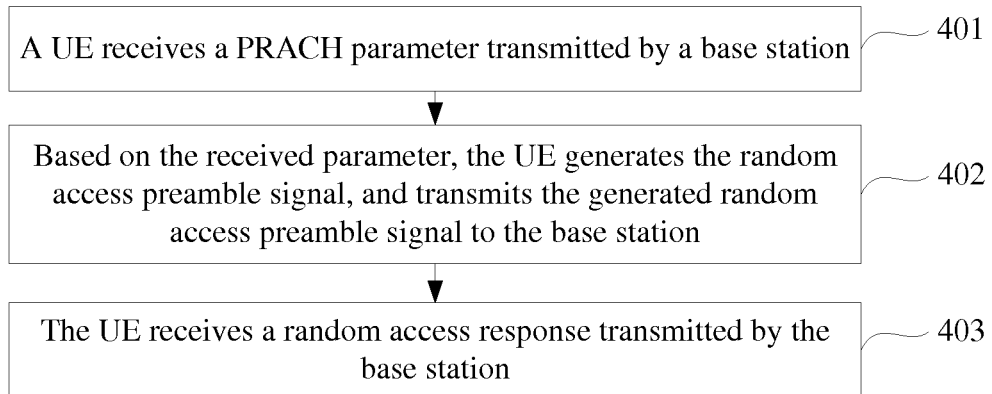 A UE receives a PRACH parameter transmitted by a base station
401
Based on the received parameter, the UE generates the random
access preamble signal, and transmits the generated random
access preamble signal to the base station
402
The UE receives a random access response transmitted by the
base station
403